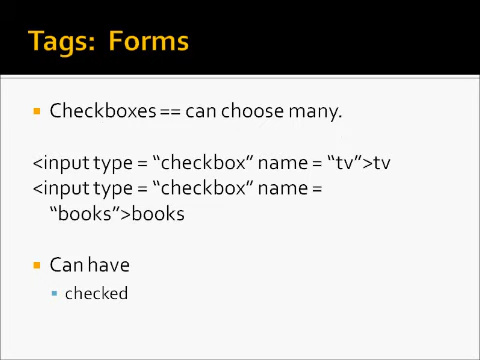 Tags: Forms
Checkboxes == can choose many.
<input type = “checkbox” name = “tv”>tv
<input type = “checkbox” name =
“books”>books
Can have
checked